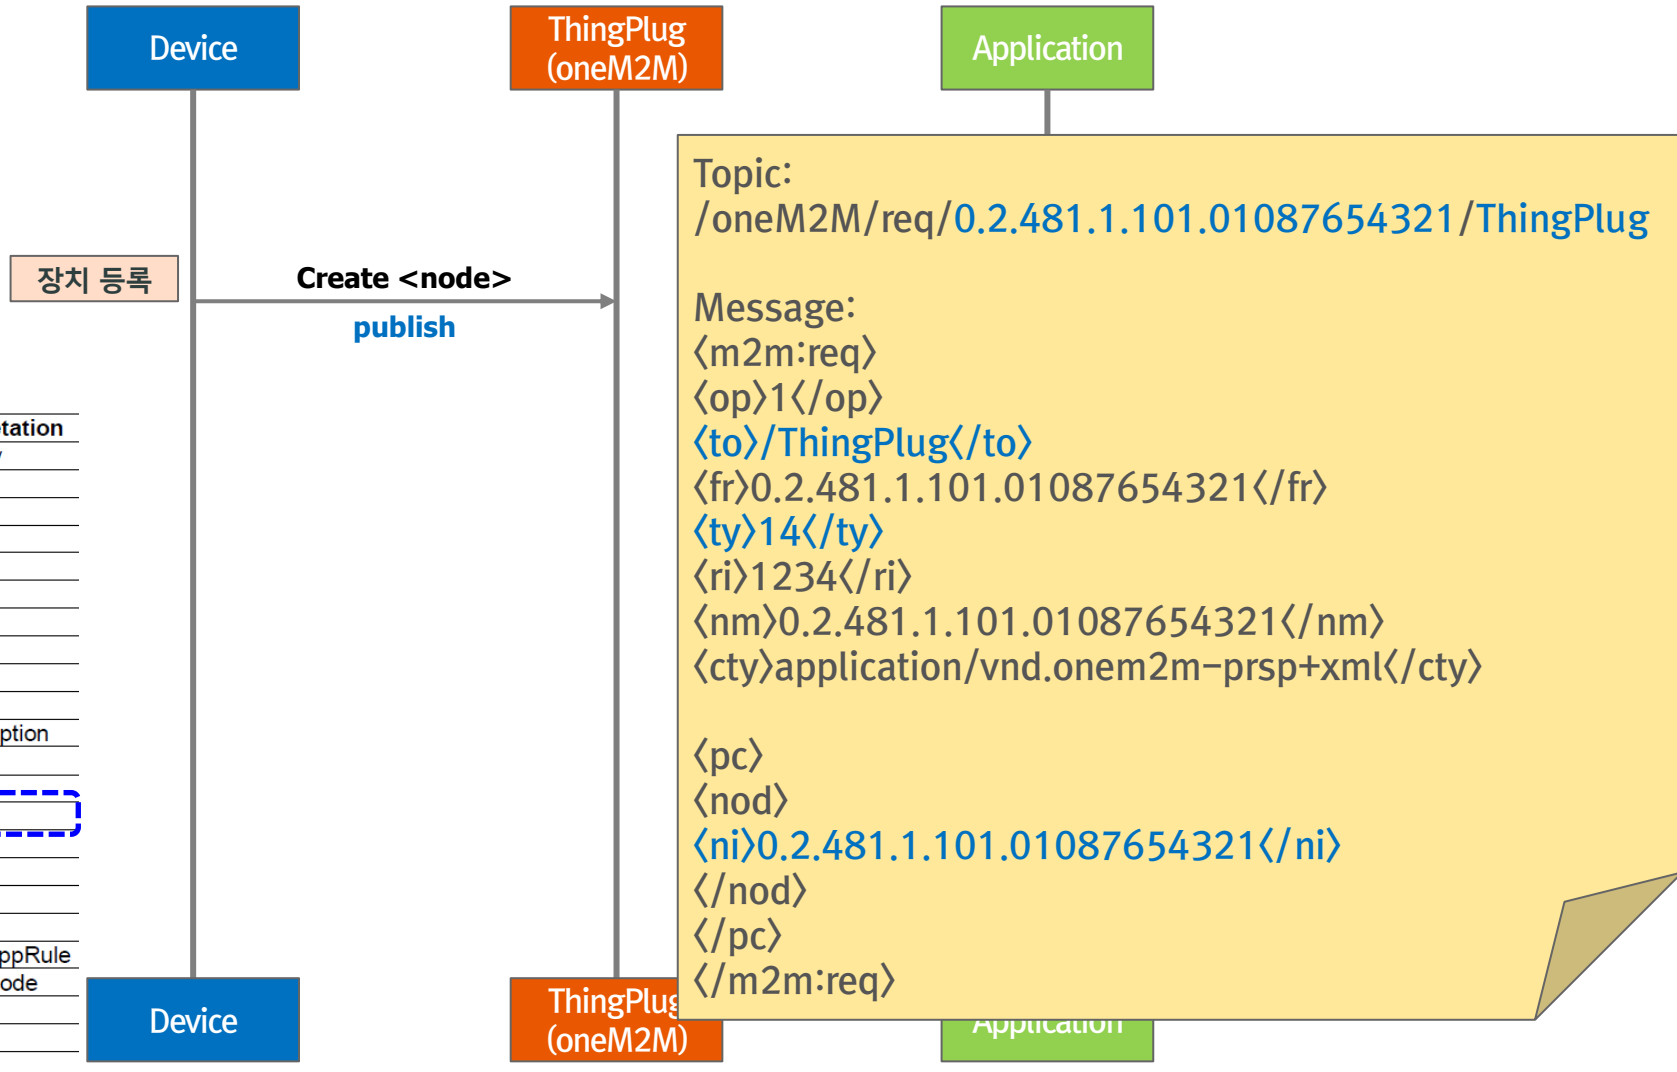 Device
ThingPlug
(oneM2M)
Application
장치 등록
Create <node>
publish
Topic:
/oneM2M/req/0.2.481.1.101.01087654321/ThingPlug
Message:
<m2m:req>
<op>1</op>
<to>/ThingPlug</to>
<fr>0.2.481.1.101.01087654321</fr>
<ty>14</ty>
<ri>1234</ri>
<nm>0.2.481.1.101.01087654321</nm>
<cty>application/vnd.onem2m-prsp+xml</cty>
<pc>
<nod>
<ni>0.2.481.1.101.01087654321</ni>
</nod>
</pc>
</m2m:req>
Device
ThingPlug
(oneM2M)
Application